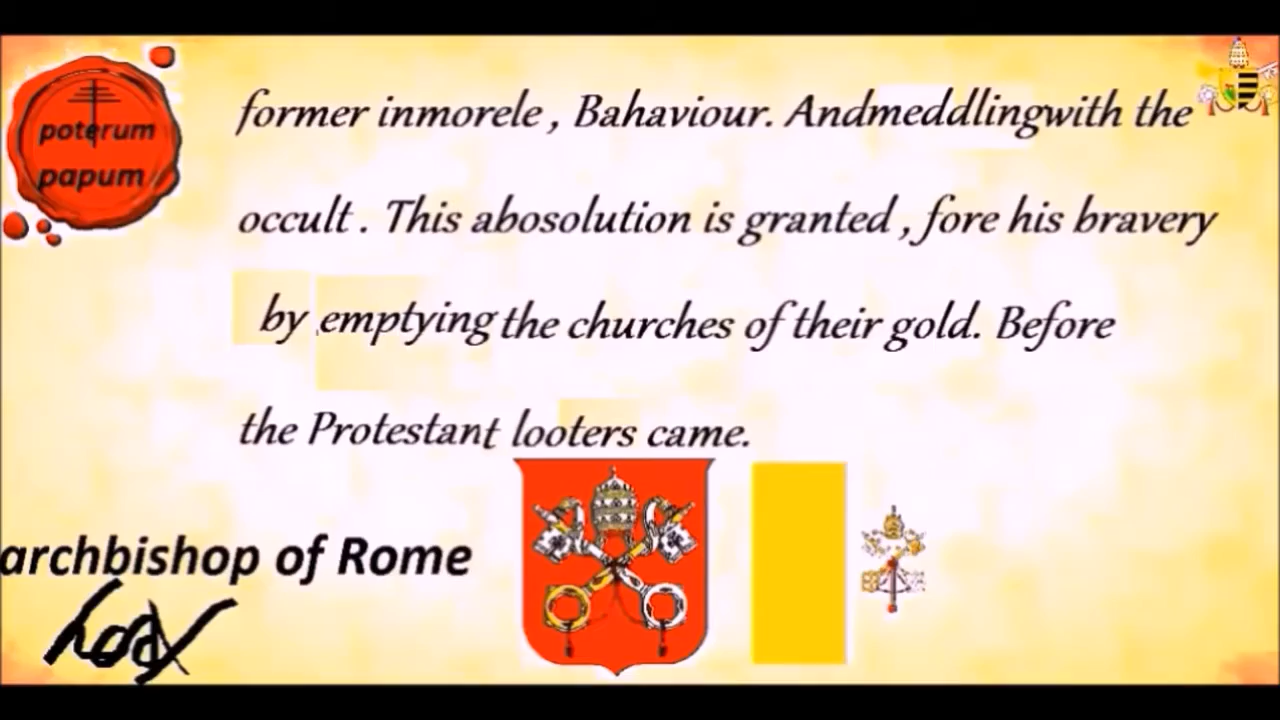 poterum
papum
former inmorele , Bahaviour. Andmeddlingwith the
occult . This abosolution is granted , fore his bravery
by emptying the churches of their gold. Before
the Protestant looters came.
archbishop of Rome